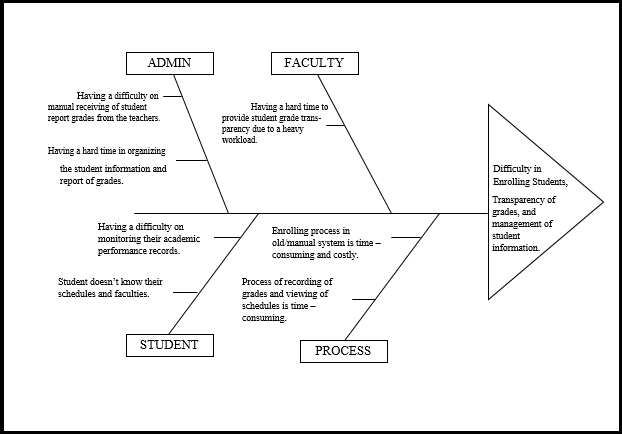 ADMIN
FACULTY
Having a difficulty on
manual receiving of student
report grades from the teachers.
Having a hard time in organizing
the student information and
report of grades.
Having a hard time to
provide student grade trans-
parency due to a heavy
workload.
Difficulty in
Enrolling Students,
Transparency of
grades, and
management of
student
information.
Having a difficulty on
monitoring their academic
performance records.
Student doesn’t know their
schedules and faculties.
Enrolling process in
old/manual system is time –
consuming and costly.
Process of recording of
grades and viewing of
schedules is time –
consuming.
STUDENT
PROCESS